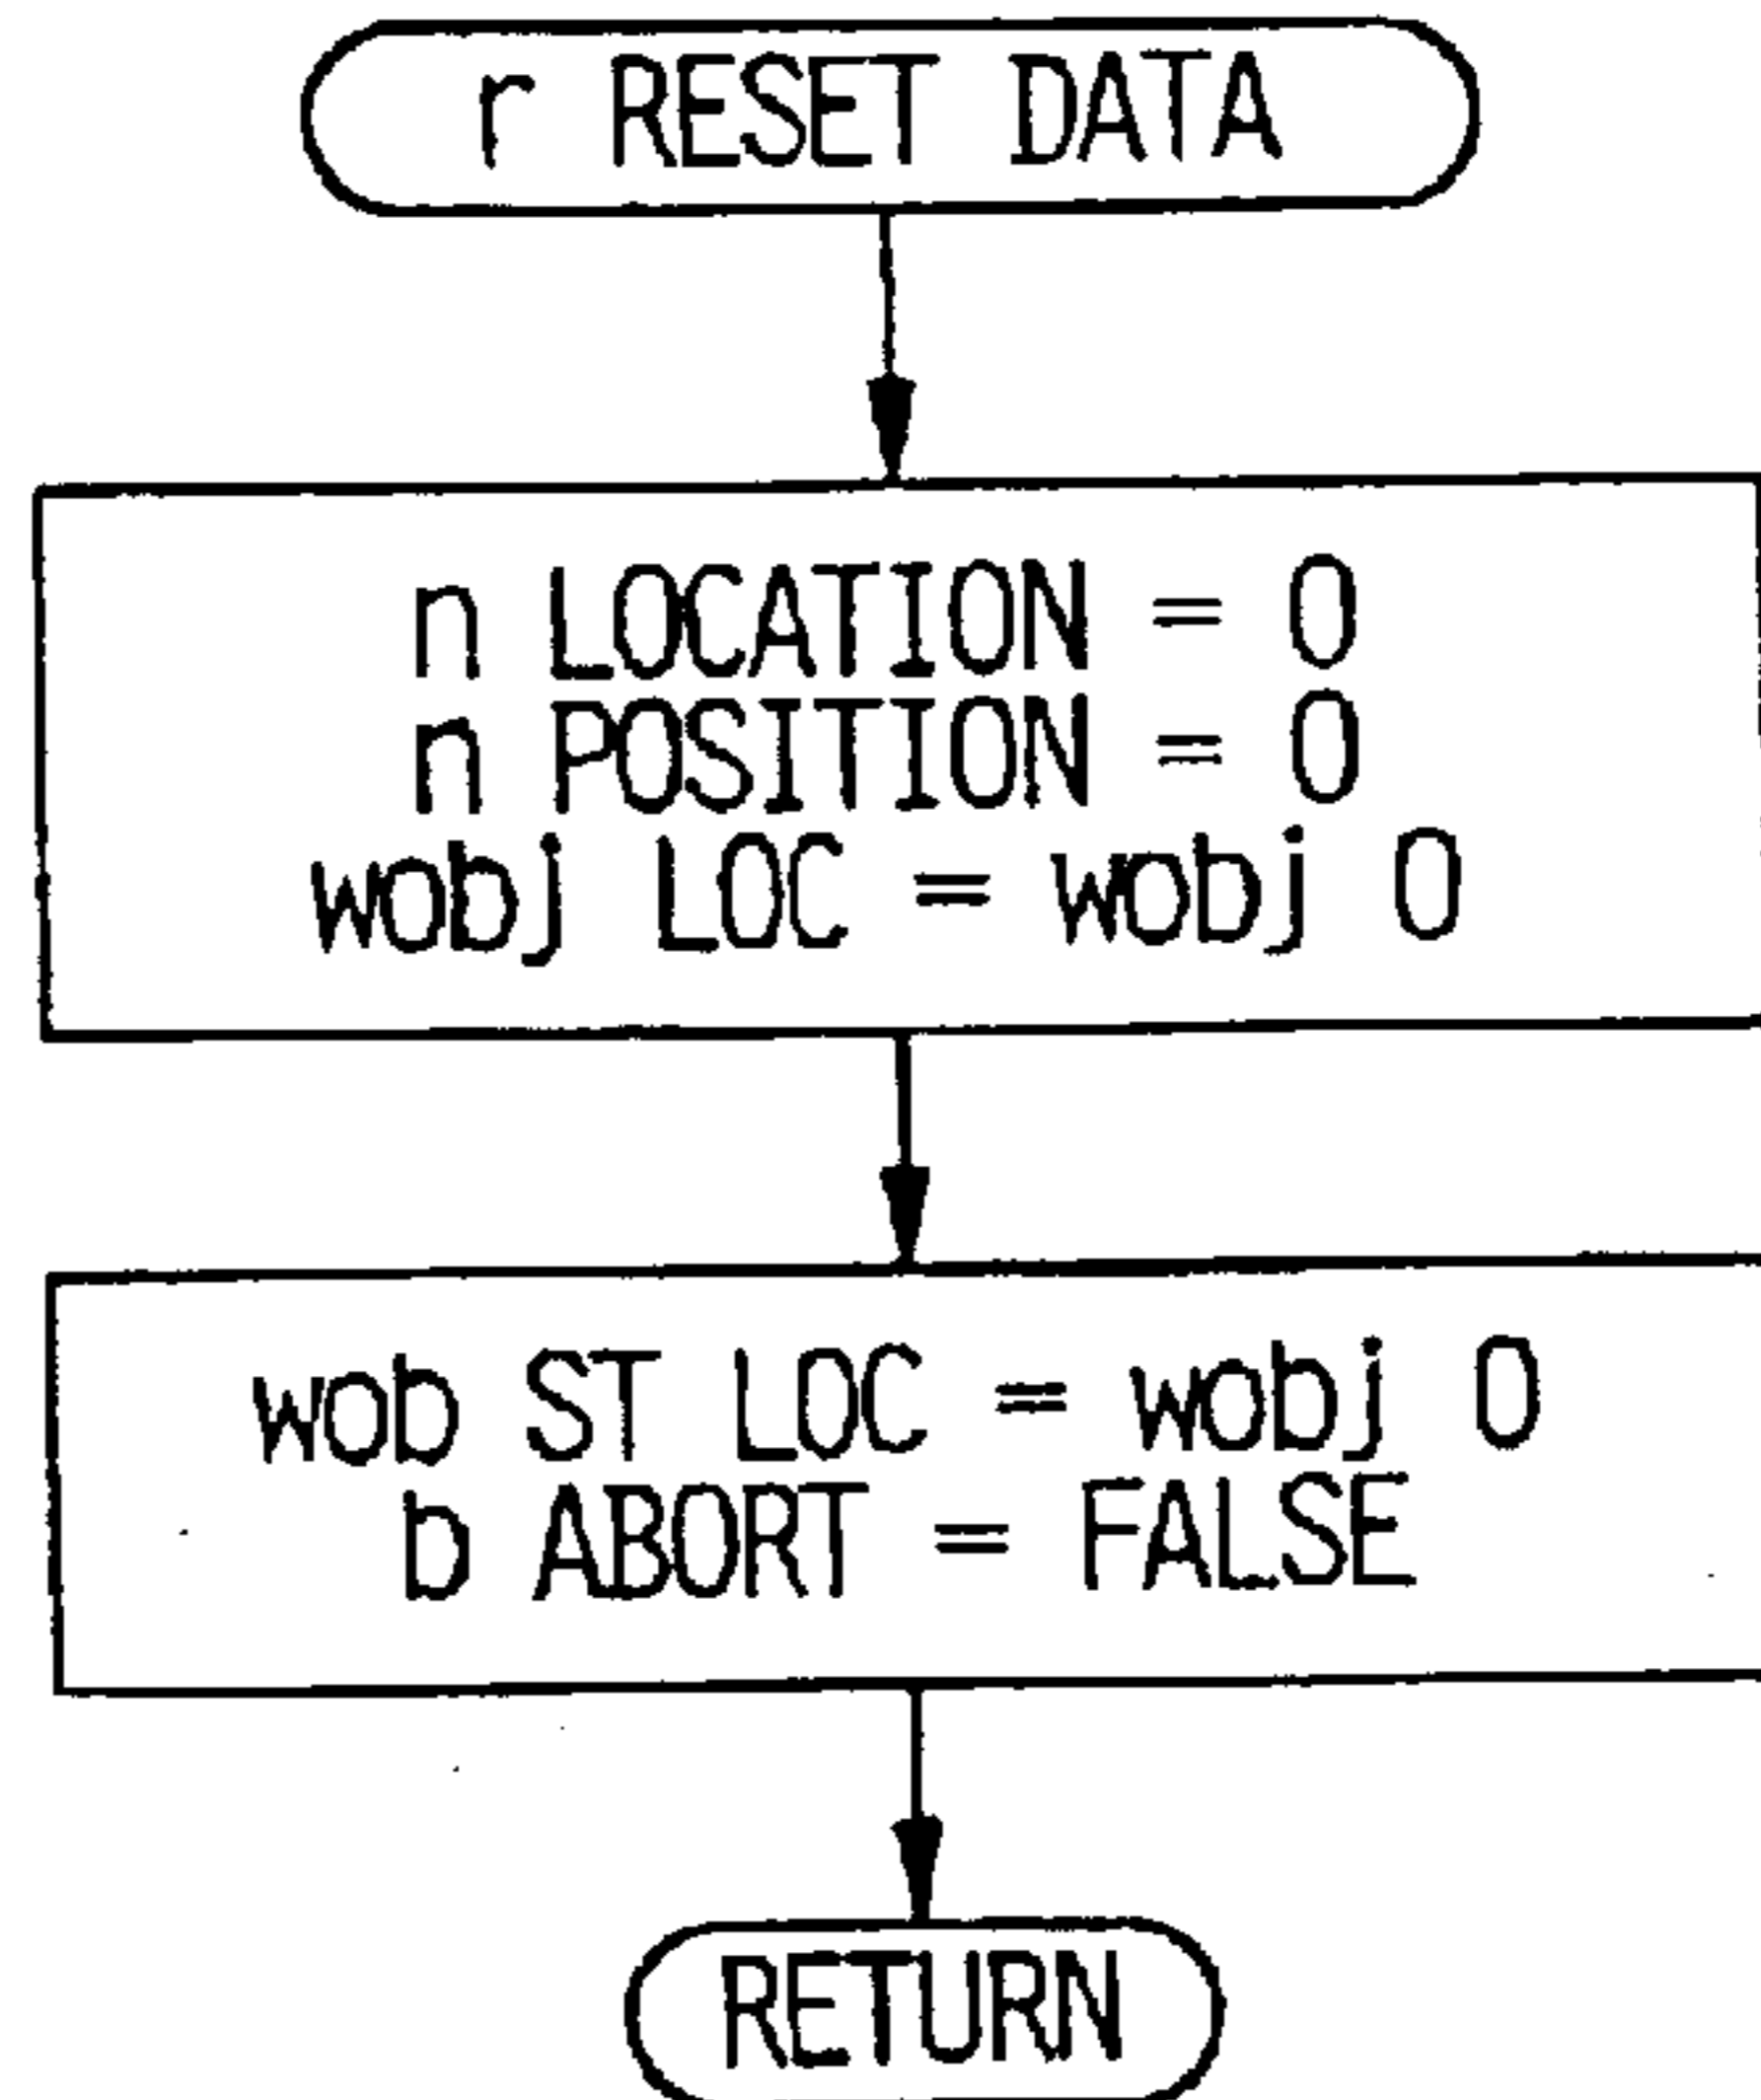 r RESET DATA
n LOCATION = 0
n POSITION = 0
wobj LOC = wobj 0
wob ST LOC = wobj 0
b ABORT = FALSE
RETURN